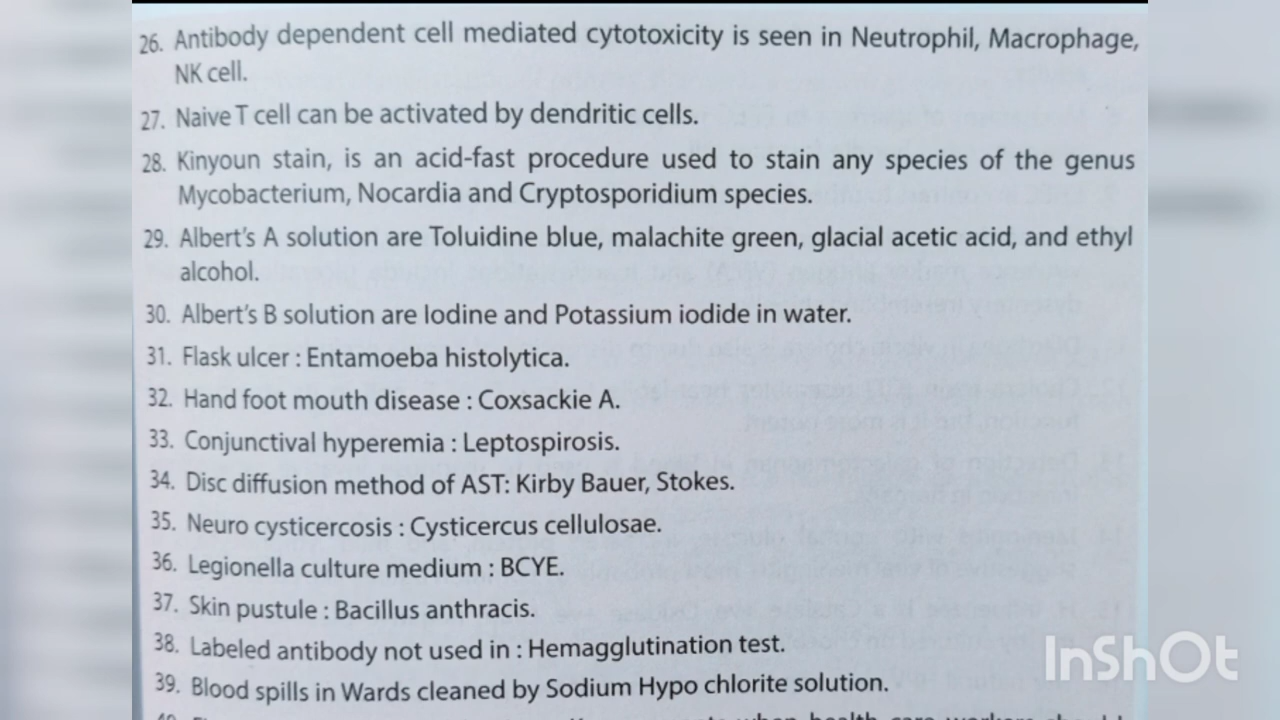 26. Antibody dependent cell mediated cytotoxicity is seen in Neutrophil, Macrophage,
NK cell.
27. Naive T cell can be activated by dendritic cells.
28. Kinyoun stain, is an acid-fast procedure used to stain any species of the genus
Mycobacterium, Nocardia and Cryptosporidium species.
29. Albert's A solution are Toluidine blue, malachite green, glacial acetic acid, and ethyl
alcohol.
30. Albert's B solution are Iodine and Potassium iodide in water.
31. Flask ulcer : Entamoeba histolytica.
32. Hand foot mouth disease : Coxsackie A.
33. Conjunctival hyperemia : Leptospirosis.
34. Disc diffusion method of AST: Kirby Bauer, Stokes.
35. Neuro cysticercosis : Cysticercus cellulosae.
36. Legionella culture medium : BCYE.
37. Skin pustule : Bacillus anthracis.
38. Labeled antibody not used in : Hemagglutination test.
39. Blood spills in Wards cleaned by Sodium Hypo chlorite solution.
when health care workers should
InShOt